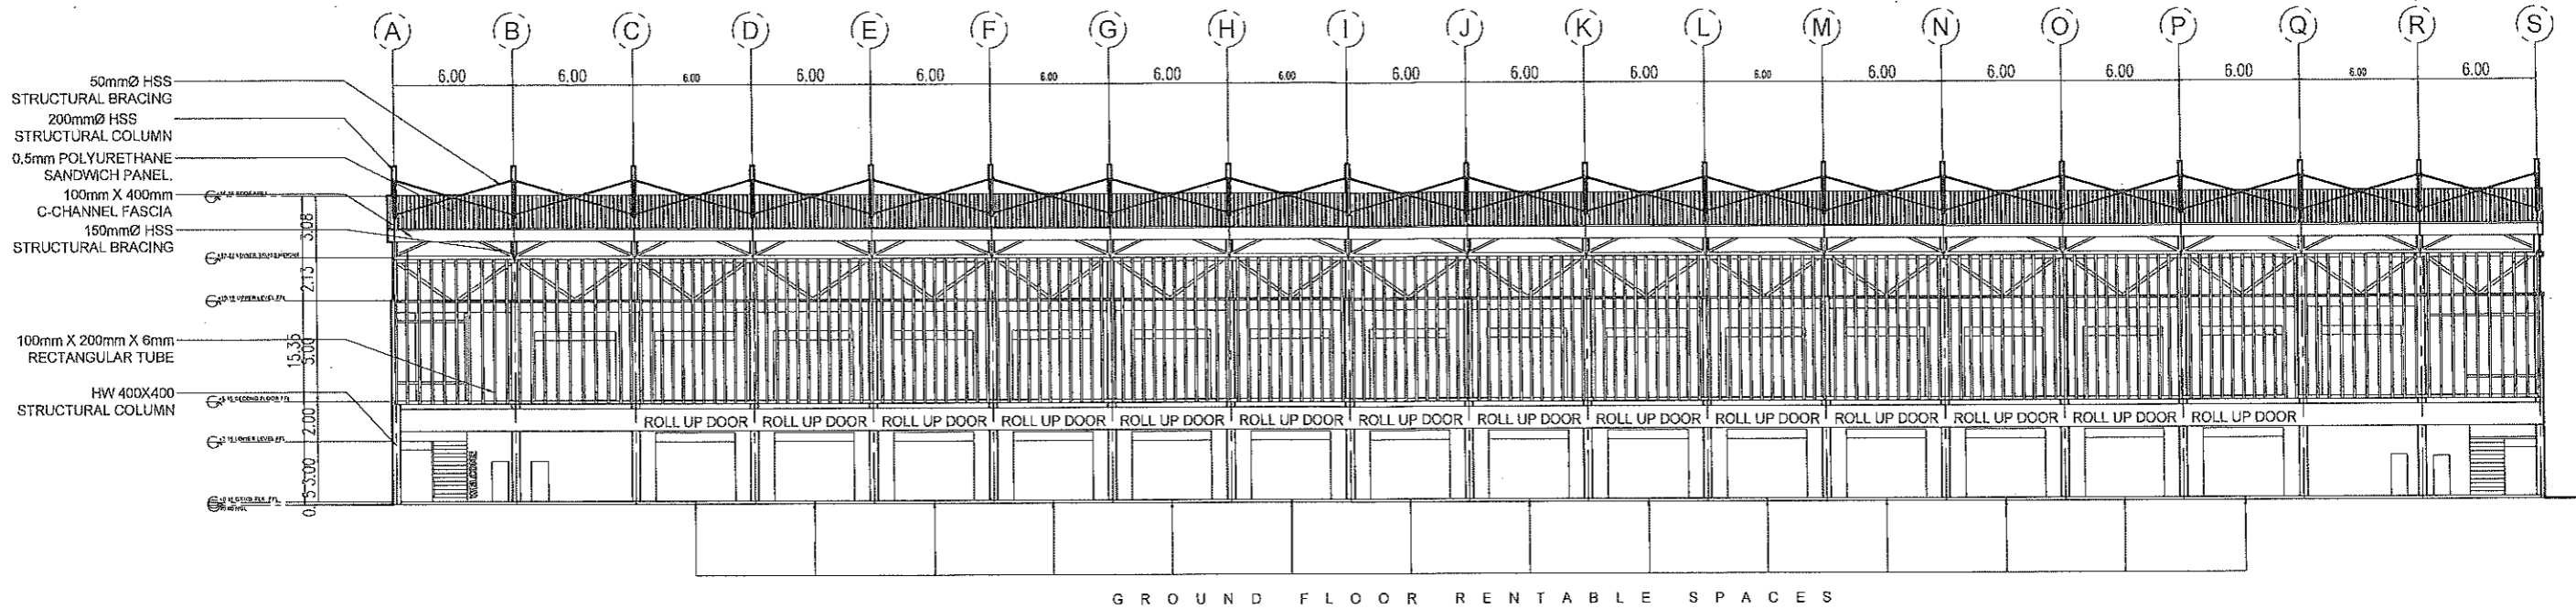 A B C D E F G H I J K L M N O P Q R S
6.00 6.00 6.00 6.00 6.00 6.00 6.00 6.00 6.00 6.00 6.00 6.00 6.00 6.00 6.00 6.00 6.00 6.00
50mmØ HSS
STRUCTURAL BRACING
200mmØ HSS
STRUCTURAL COLUMN
0.5mm POLYURETHANE
SANDWICH PANEL.
100mm X 400mm
C-CHANNEL FASCIA
150mmØ HSS
STRUCTURAL BRACING
3.08
2.13
100mm X 200mm X 6mm
RECTANGULAR TUBE
15.35
5.00
HW 400X400
STRUCTURAL COLUMN
2.00
3.00
ROLL UP DOOR ROLL UP DOOR ROLL UP DOOR ROLL UP DOOR ROLL UP DOOR ROLL UP DOOR ROLL UP DOOR ROLL UP DOOR ROLL UP DOOR ROLL UP DOOR ROLL UP DOOR ROLL UP DOOR ROLL UP DOOR
WELCOME
GROUND FLOOR RENTABLE SPACES